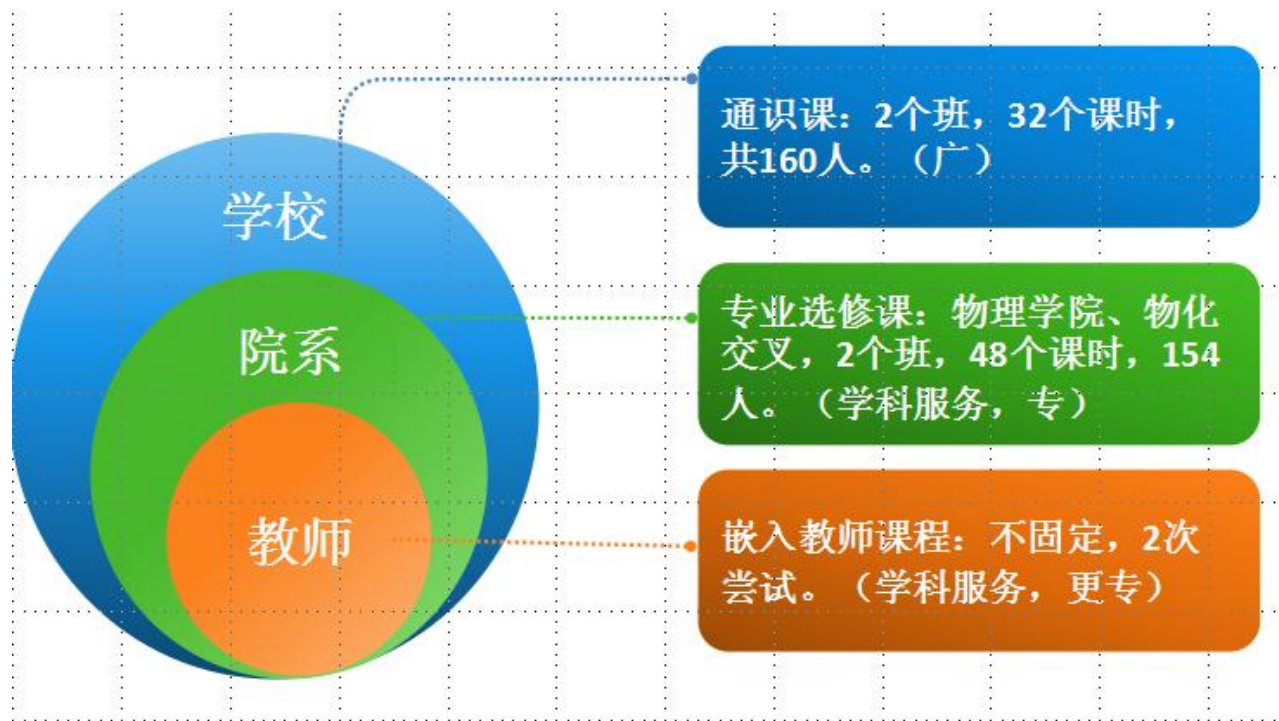 学校
院系
教师
通识课：2个班，32个课时，
共160人。（广）
专业选修课：物理学院、物化
交叉，2个班，48个课时，154
人。（学科服务，专）
嵌入教师课程：不固定，2次
尝试。（学科服务，更专）